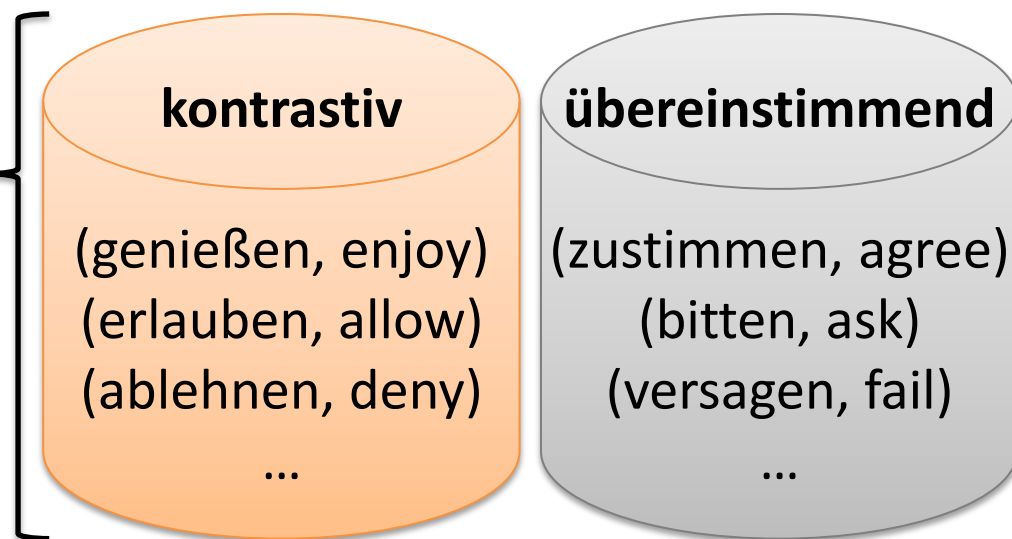 kontrastiv
(genießen, enjoy)
(erlauben, allow)
(ablehnen, deny)
...
übereinstimmend
(zustimmen, agree)
(bitten, ask)
(versagen, fail)
...